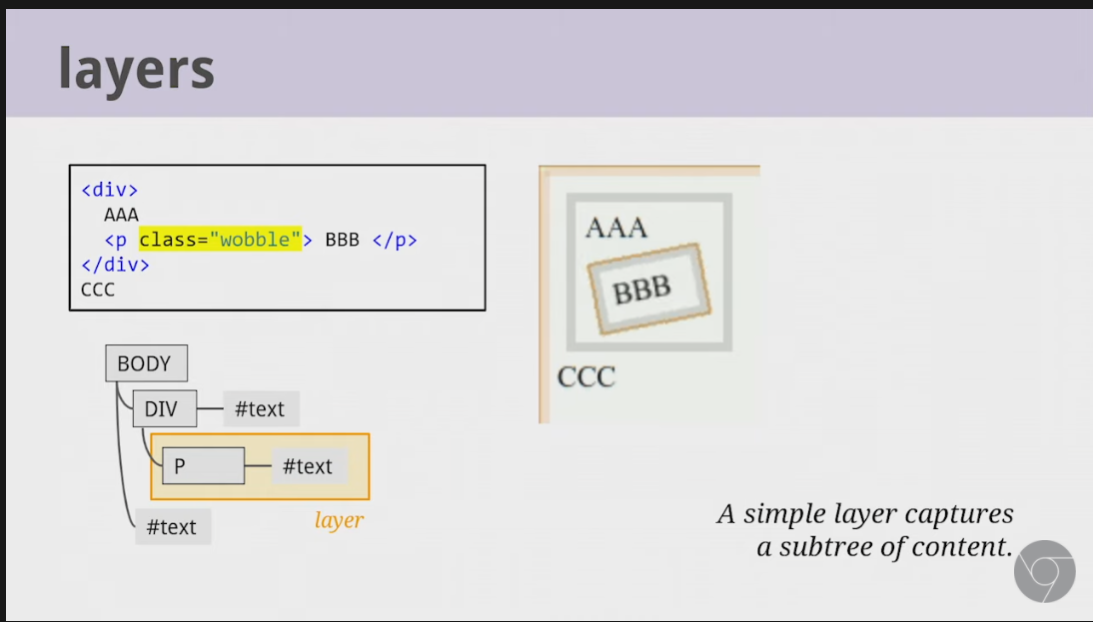 layers
<div>
AAA
<p class="wobble"> BBB </p>
</div>
CCC
BODY
DIV
#text
P
#text
#text
layer
AAA
BBB
CCC
A simple layer captures
a subtree of content.